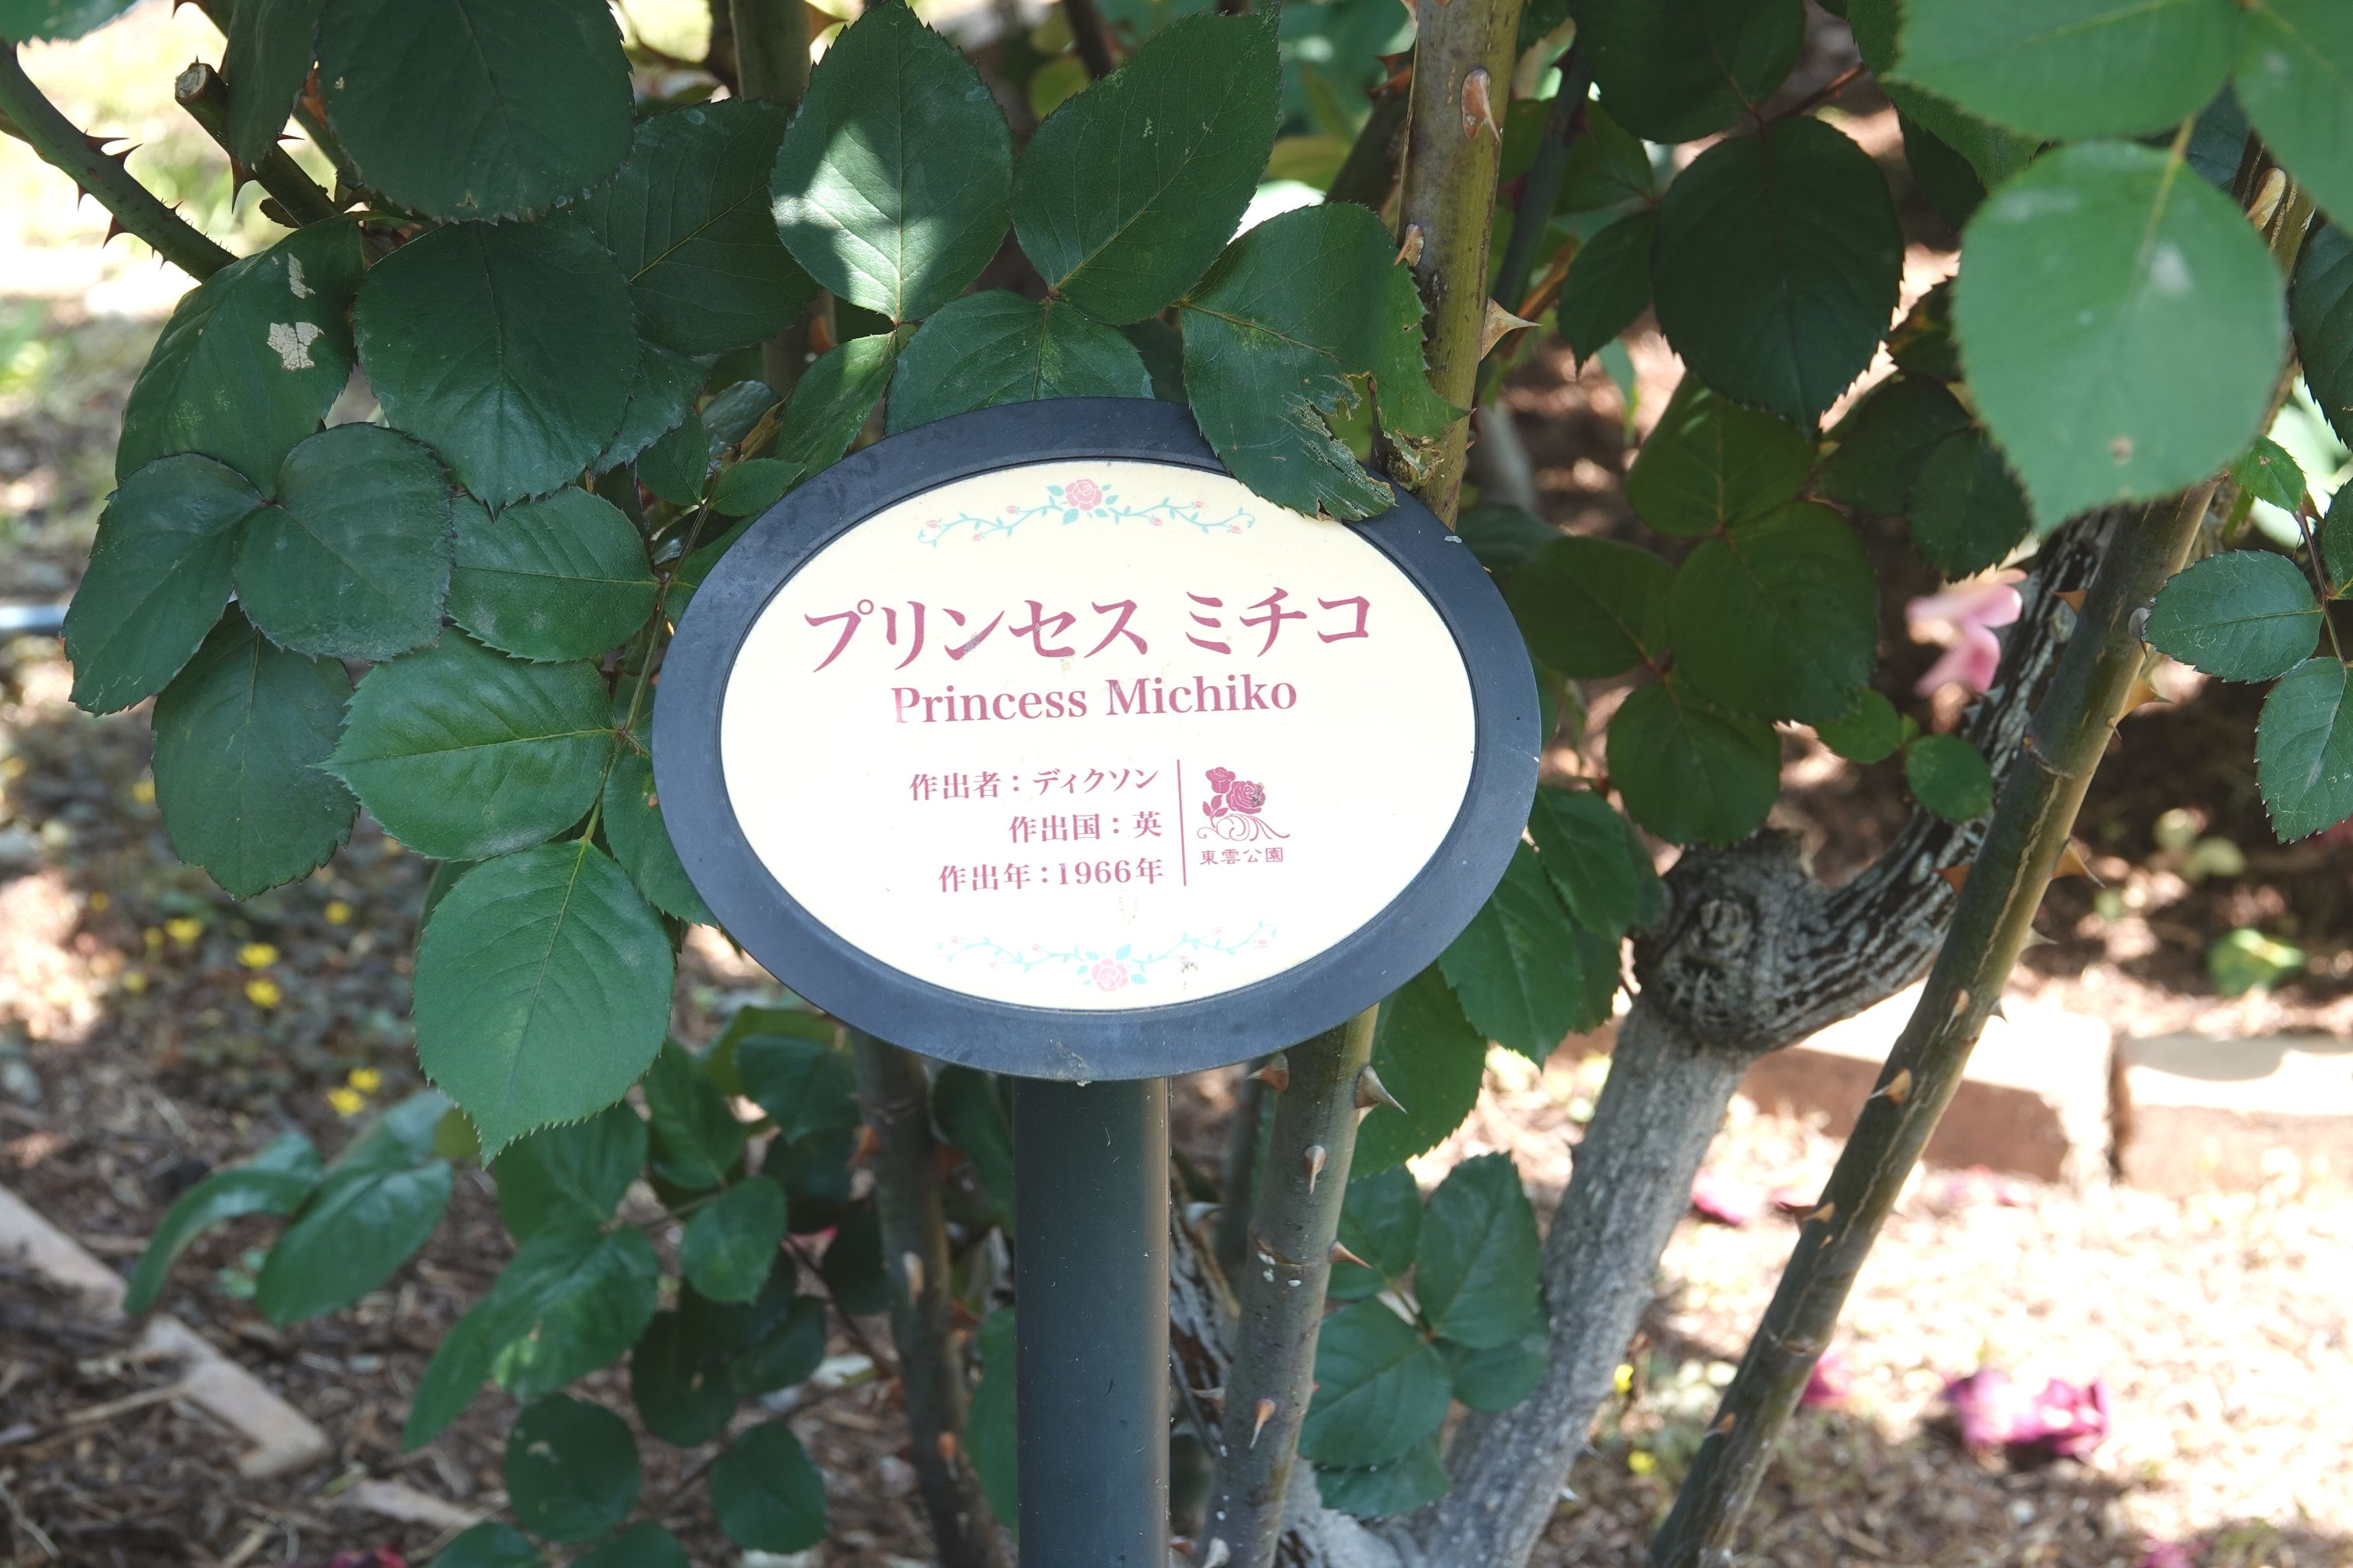 プリンセス ミチコ
Princess Michiko
作出者：ディクソン
作出国：英
作出年：1966年
東雲公園